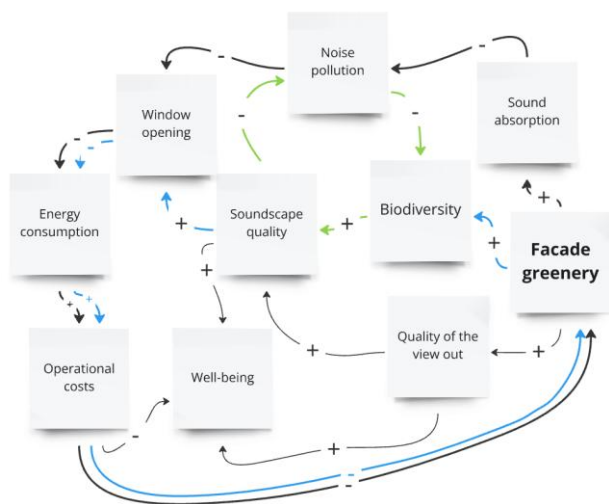 Noise
pollution
-
-
Window
opening
Sound
absorption
-
-
-
-
Energy
consumption
+
Soundscape
quality
+
Biodiversity
+
+
Facade
greenery
+
+
+
Operational
costs
Well-being
+
Quality of the
view out
+
-
+
-
-